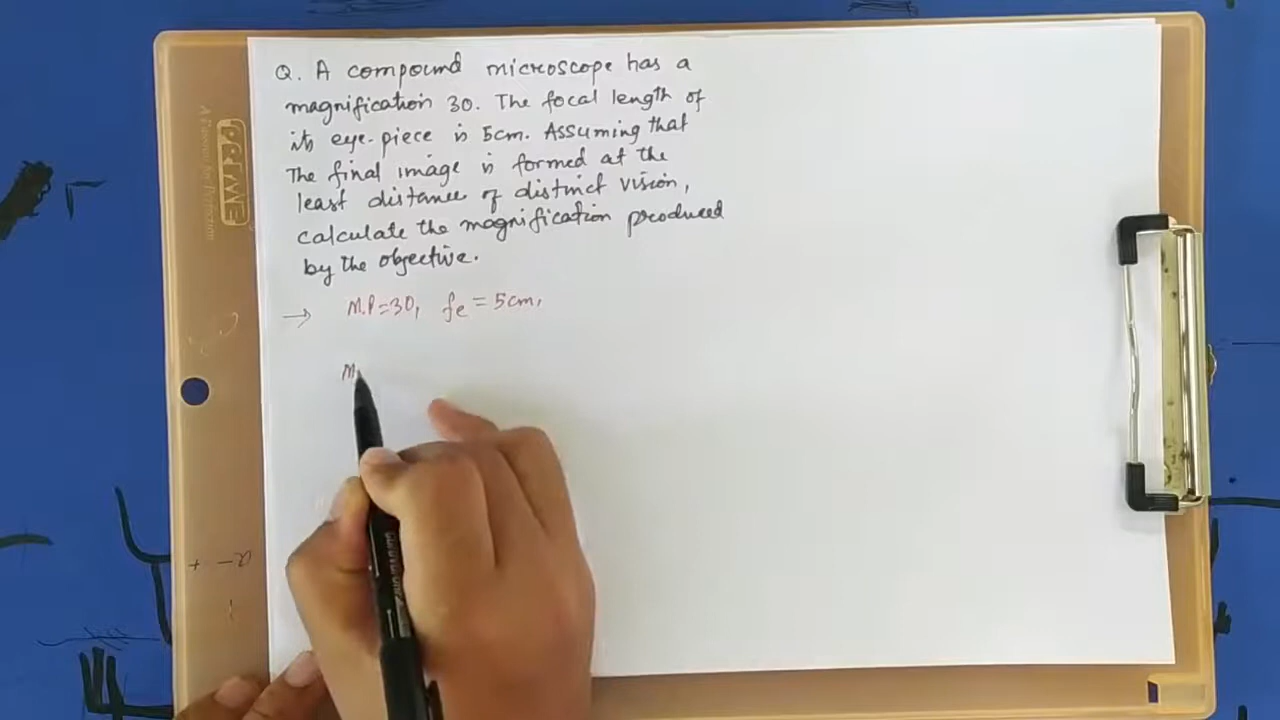 Q. A compound microscope has a
magnification 30. The focal length of
its eye-piece is 5cm. Assuming that
The final image is formed at the
least distance of distinct vision,
calculate the magnification produced
by the objective.
→ M.P=30, fe = 5cm,
M